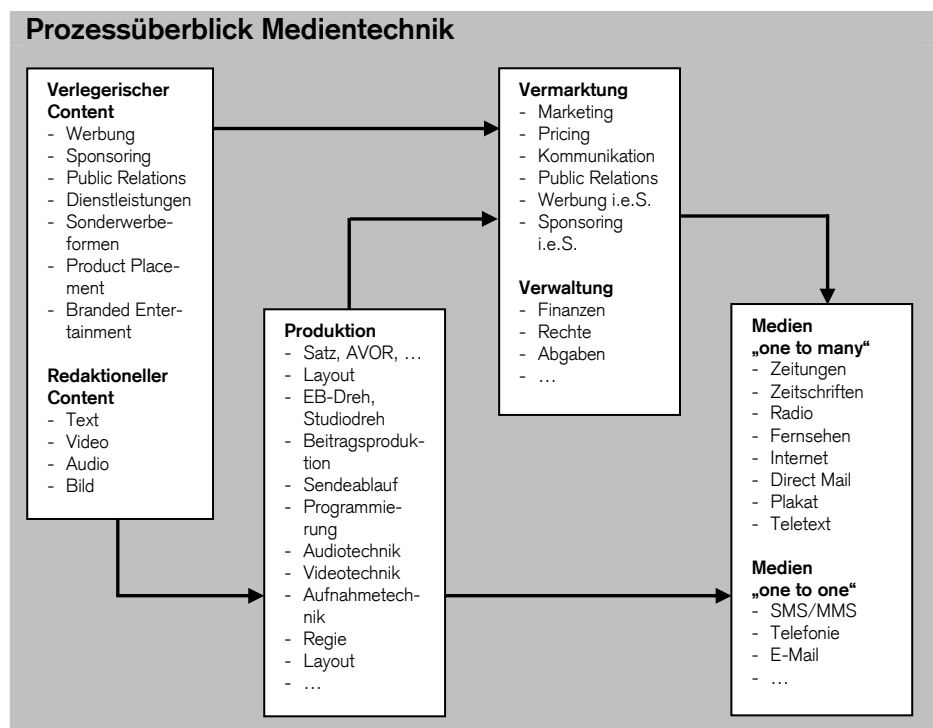 Prozessüberblick Medientechnik
Verlegerischer
Content
- Werbung
- Sponsoring
- Public Relations
- Dienstleistungen
- Sonderwerbe-
formen
- Product Place-
ment
- Branded Enter-
tainment
Redaktioneller
Content
- Text
- Video
- Audio
- Bild
Produktion
- Satz, AVOR, …
- Layout
- EB-Dreh,
Studiodreh
- Beitragsproduk-
tion
- Sendeablauf
- Programmie-
rung
- Audiotechnik
- Videotechnik
- Aufnahmetech-
nik
- Regie
- Layout
- …
Vermarktung
- Marketing
- Pricing
- Kommunikation
- Public Relations
- Werbung i.e.S.
- Sponsoring
i.e.S.
Verwaltung
- Finanzen
- Rechte
- Abgaben
- …
Medien
„one to many“
- Zeitungen
- Zeitschriften
- Radio
- Fernsehen
- Internet
- Direct Mail
- Plakat
- Teletext
Medien
„one to one“
- SMS/MMS
- Telefonie
- E-Mail
- …